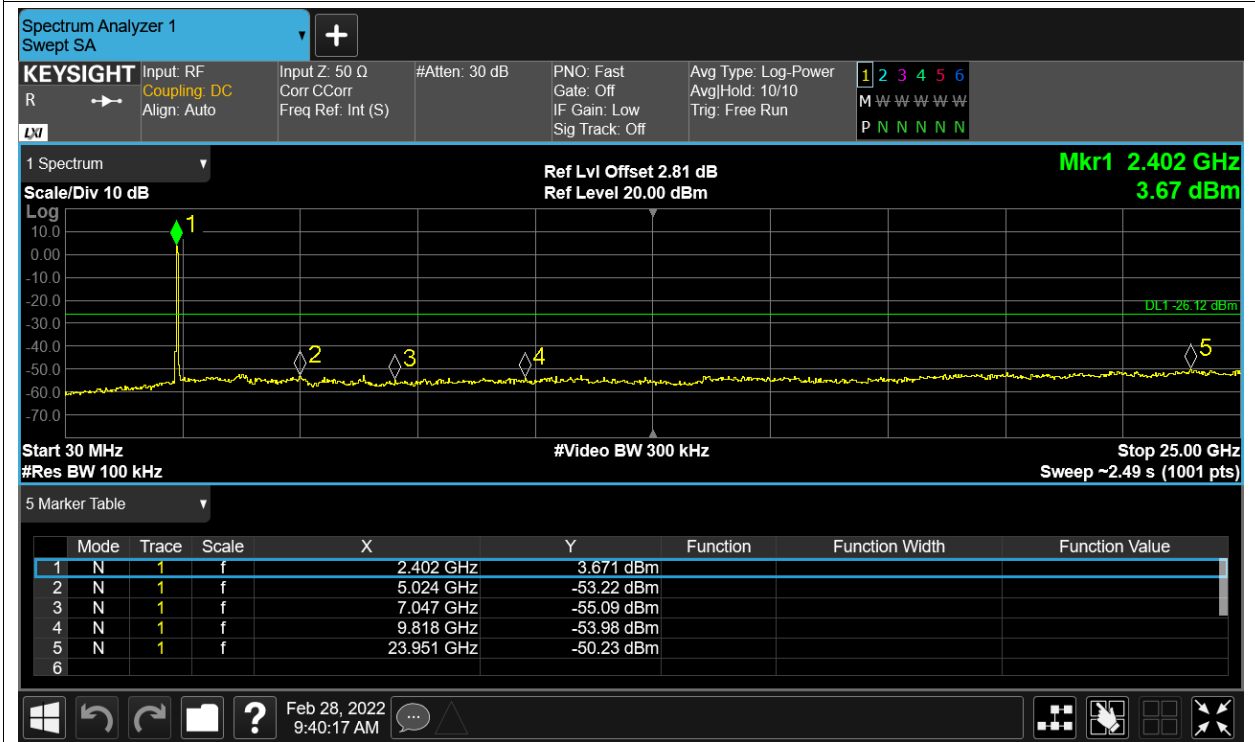 Spectrum Analyzer 1
Swept SA
KEYSIGHT Input: RF Input Z: 50 Ω #Atten: 30 dB PNO: Fast Avg Type: Log-Power 1 2 3 4 5 6
R Coupling: DC Corr CCorr Gate: Off Avg|Hold: 10/10 M W W W W W
Align: Auto Freq Ref: Int (S) IF Gain: Low Trig: Free Run
LXI Sig Track: Off P N N N N N
1 Spectrum Ref Lvl Offset 2.81 dB Mkr1 2.402 GHz
Scale/Div 10 dB Ref Level 20.00 dBm 3.67 dBm
Log
1
10.0
0.00
-10.0
-20.0
DL1 -26.12 dBm
-30.0
-40.0
2 3 4 5
-50.0
-60.0
-70.0
Start 30 MHz #Video BW 300 kHz Stop 25.00 GHz
#Res BW 100 kHz Sweep ~2.49 s (1001 pts)
5 Marker Table
Mode Trace Scale X Y Function Function Width Function Value
1 N 1 f 2.402 GHz 3.671 dBm
2 N 1 f 5.024 GHz -53.22 dBm
3 N 1 f 7.047 GHz -55.09 dBm
4 N 1 f 9.818 GHz -53.98 dBm
5 N 1 f 23.951 GHz -50.23 dBm
6
? Feb 28, 2022
9:40:17 AM